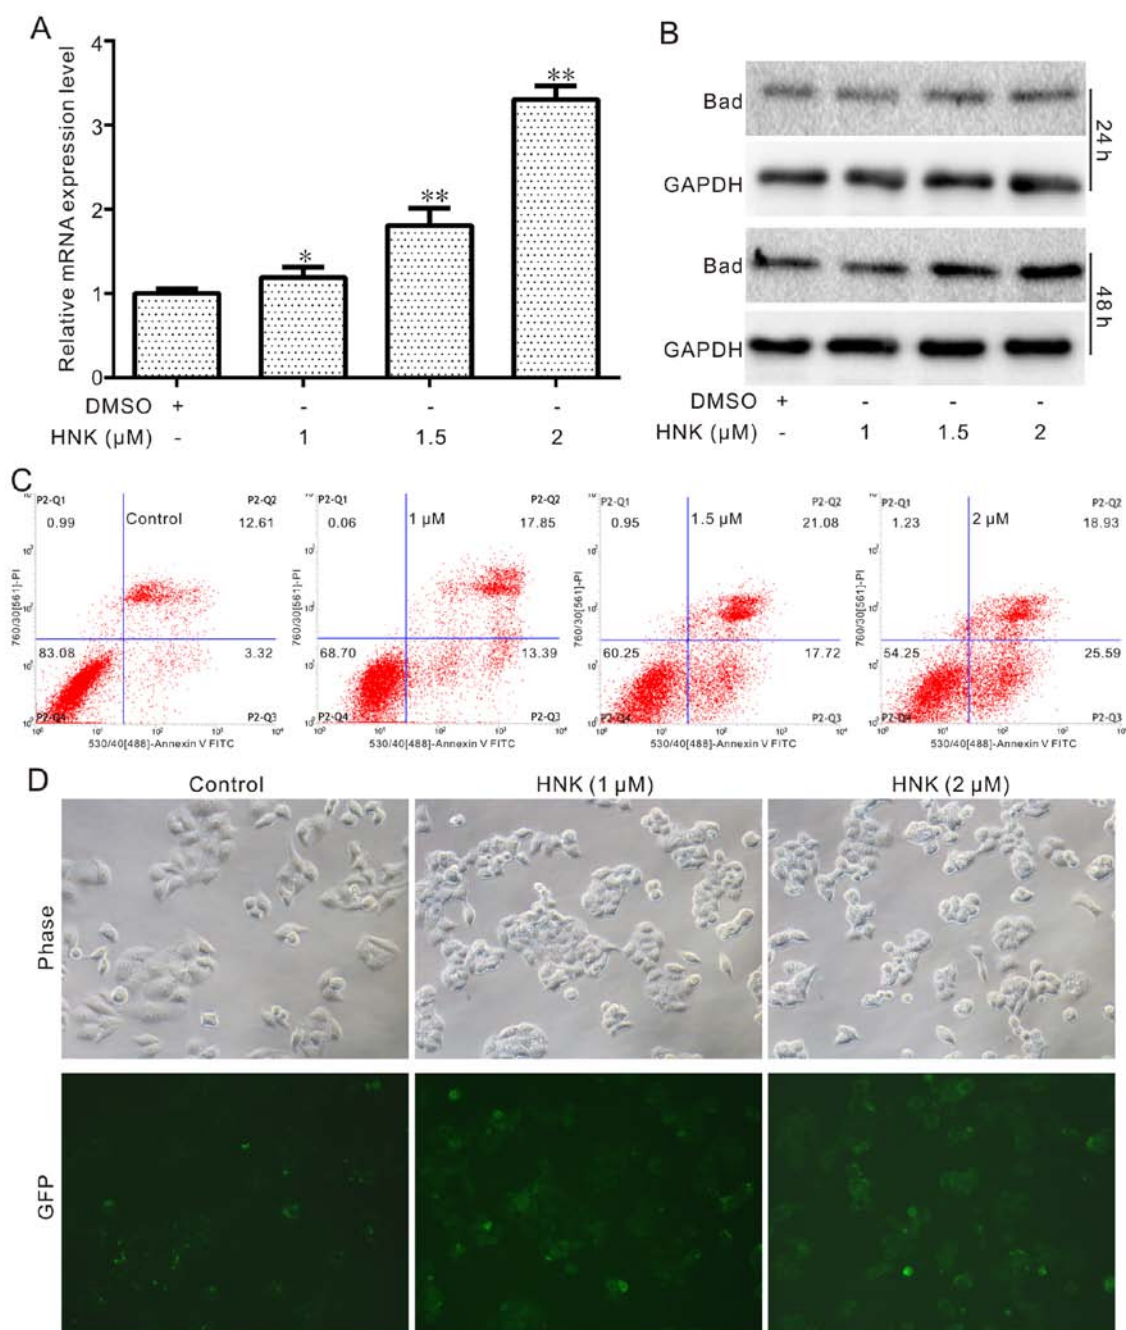 A
Relative mRNA expression level
4
3
2
1
0
*
**
**
DMSO + - - -
HNK (μM) - 1 1.5 2
B
Bad
GAPDH
24 h
Bad
GAPDH
48 h
DMSO + - - -
HNK (μM) - 1 1.5 2
C
P2-Q1 P2-Q2
0.99 Control 12.61
83.08 3.32
P2-Q4 P2-Q3
760/30[561]-PI
530/40[488]-Annexin V FITC
P2-Q1 P2-Q2
0.06 1 μM 17.85
68.70 13.39
P2-Q4 P2-Q3
760/30[561]-PI
530/40[488]-Annexin V FITC
P2-Q1 P2-Q2
0.95 1.5 μM 21.08
60.25 17.72
P2-Q4 P2-Q3
760/30[561]-PI
530/40[488]-Annexin V FITC
P2-Q1 P2-Q2
1.23 2 μM 18.93
54.25 25.59
P2-Q4 P2-Q3
760/30[561]-PI
530/40[488]-Annexin V FITC
D
Control HNK (1 μM) HNK (2 μM)
Phase
GFP